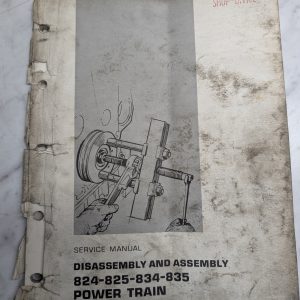 SERVICE MANUAL
DISASSEMBLY AND ASSEMBLY
824-825-834-835
POWER TRAIN